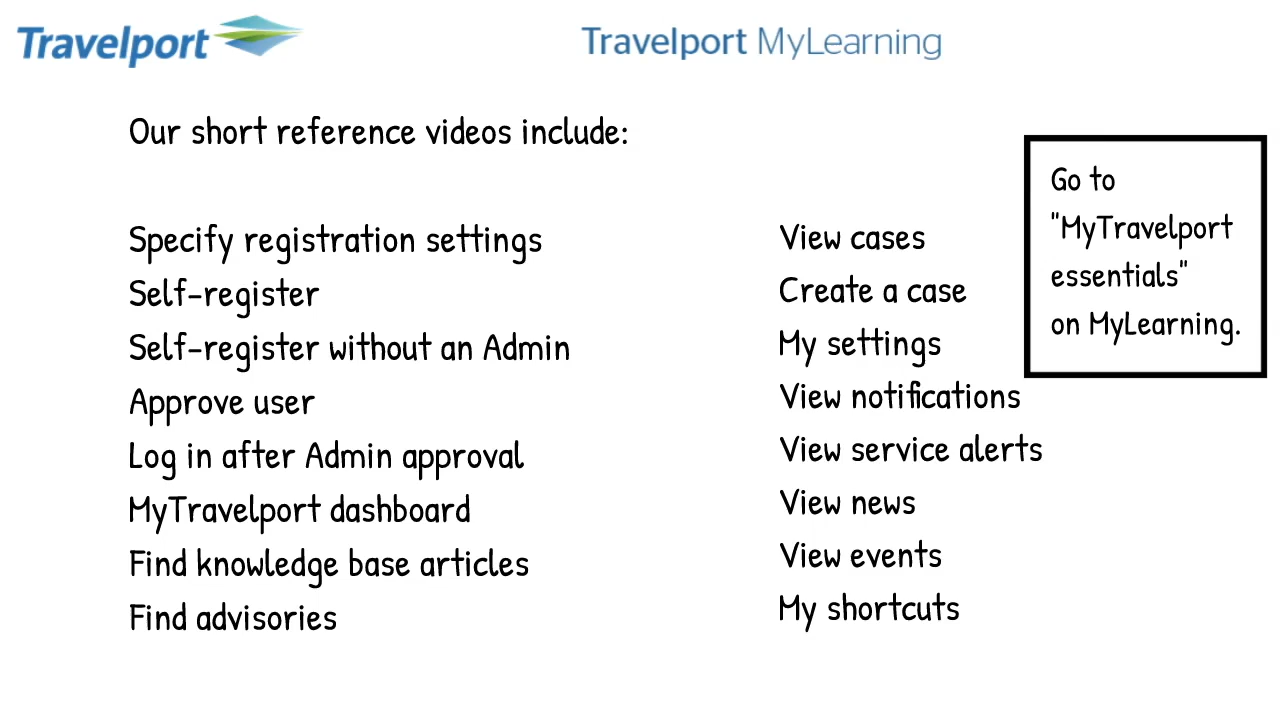 Travelport
Travelport MyLearning
Our short reference videos include:
Specify registration settings
Self-register
Self-register without an Admin
Approve user
Log in after Admin approval
MyTravelport dashboard
Find knowledge base articles
Find advisories
View cases
Create a case
My settings
View notifications
View service alerts
View news
View events
My shortcuts
Go to
"MyTravelport
essentials"
on MyLearning.